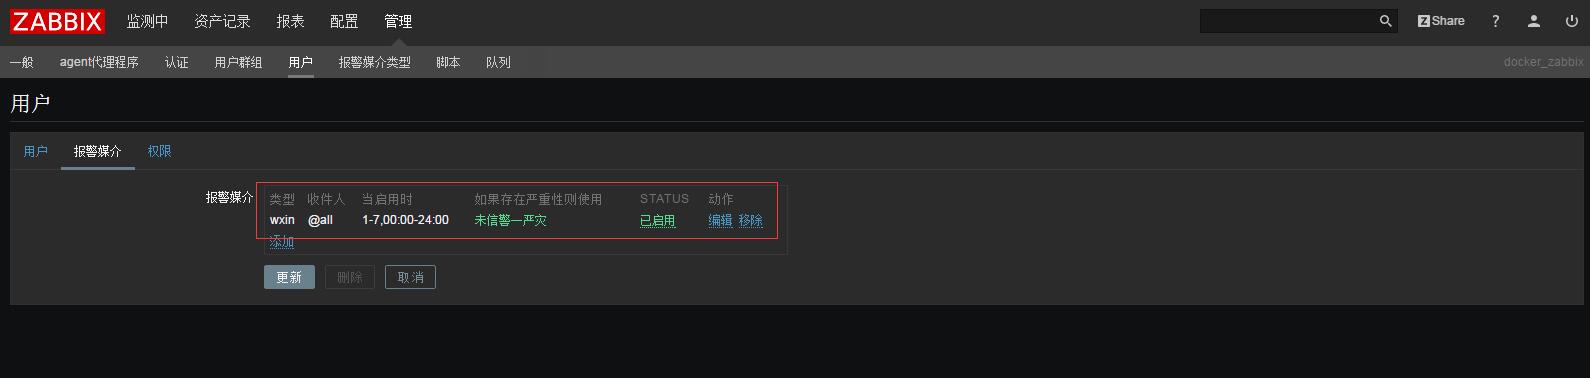 ZABBIX 监测中 资产记录 报表 配置 管理 Z Share ?
一般 agent代理程序 认证 用户群组 用户 报警媒介类型 脚本 队列 docker_zabbix
用户
用户 报警媒介 权限
报警媒介 类型 收件人 当启用时 如果存在严重性则使用 STATUS 动作
wxin @all 1-7,00:00-24:00 未信警一严灾 已启用 编辑 移除
添加
更新 删除 取消